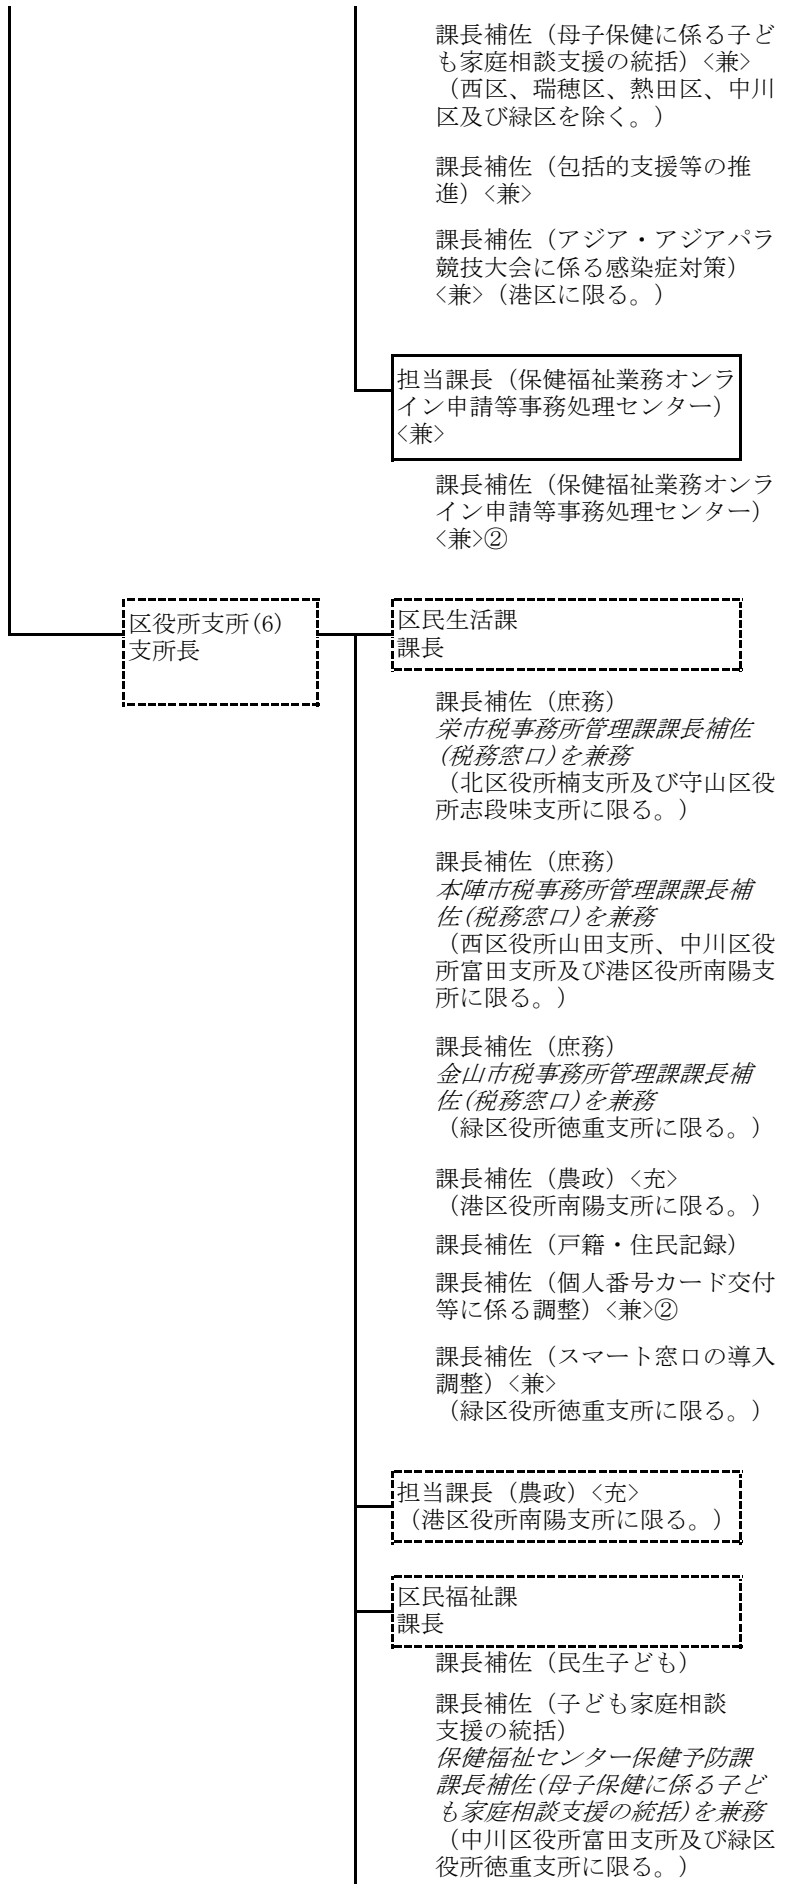 課長補佐（母子保健に係る子ど
も家庭相談支援の統括）<兼>
（西区、瑞穂区、熱田区、中川
区及び緑区を除く。）
課長補佐（包括的支援等の推
進）<兼>
課長補佐（アジア・アジアパラ
競技大会に係る感染症対策）
<兼>（港区に限る。）
担当課長（保健福祉業務オンラ
イン申請等事務処理センター）
<兼>
課長補佐（保健福祉業務オンラ
イン申請等事務処理センター）
<兼>②
区役所支所(6)
支所長
区民生活課
課長
課長補佐（庶務）
栄市税事務所管理課課長補佐
(税務窓口)を兼務
（北区役所楠支所及び守山区役
所志段味支所に限る。）
課長補佐（庶務）
本陣市税事務所管理課課長補
佐(税務窓口)を兼務
（西区役所山田支所、中川区役
所富田支所及び港区役所南陽支
所に限る。）
課長補佐（庶務）
金山市税事務所管理課課長補
佐(税務窓口)を兼務
（緑区役所徳重支所に限る。）
課長補佐（農政）<充>
（港区役所南陽支所に限る。）
課長補佐（戸籍・住民記録）
課長補佐（個人番号カード交付
等に係る調整）<兼>②
課長補佐（スマート窓口の導入
調整）<兼>
（緑区役所徳重支所に限る。）
担当課長（農政）<充>
（港区役所南陽支所に限る。）
区民福祉課
課長
課長補佐（民生子ども）
課長補佐（子ども家庭相談
支援の統括）
保健福祉センター保健予防課
課長補佐(母子保健に係る子ど
も家庭相談支援の統括)を兼務
（中川区役所富田支所及び緑区
役所徳重支所に限る。）